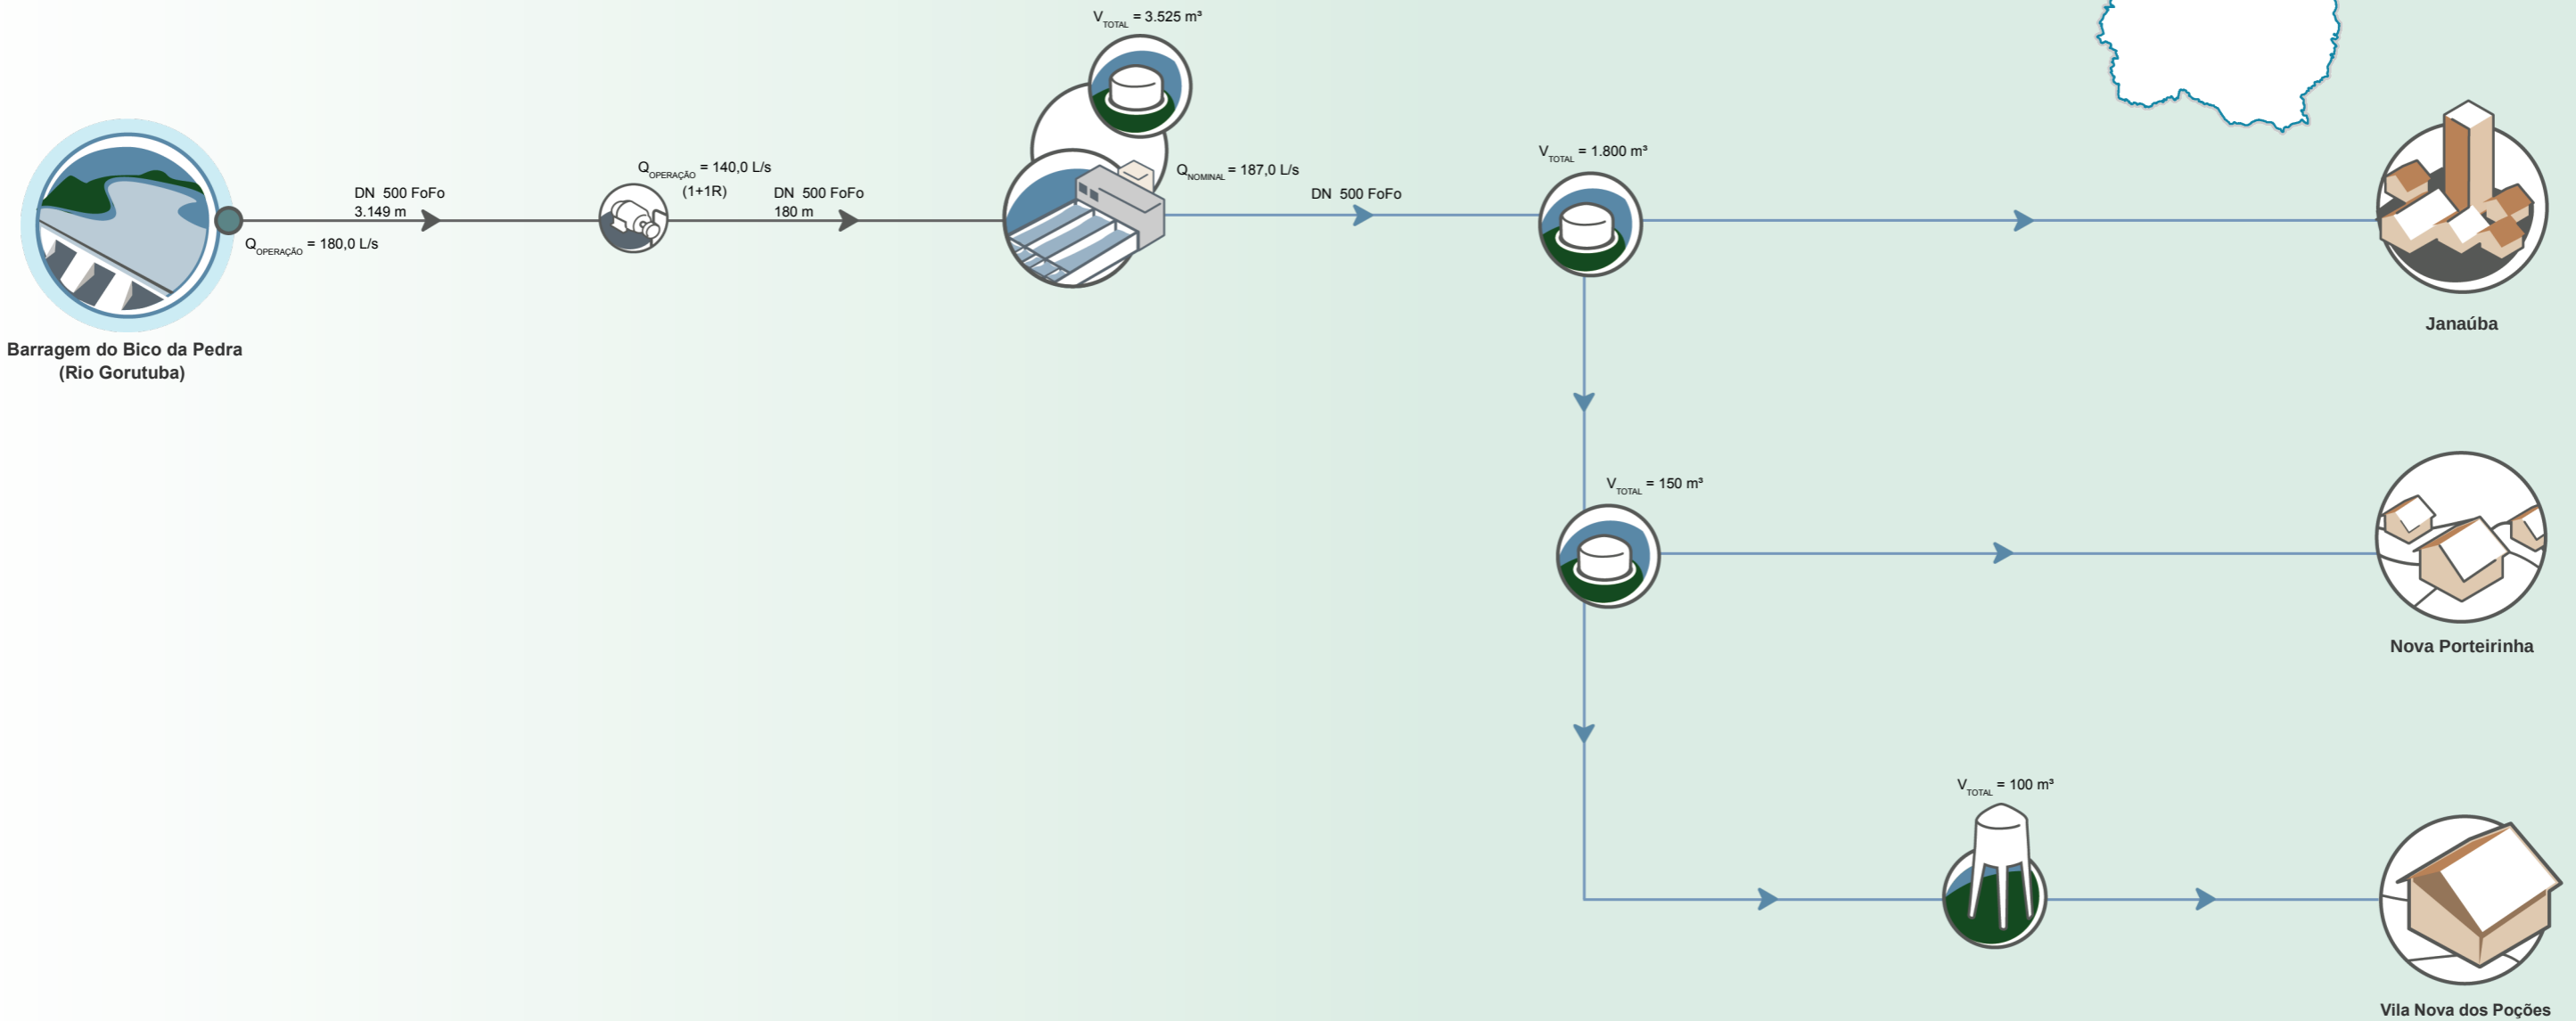 V TOTAL = 3.525 m³
DN 500 FoFo
3.149 m
Q OPERAÇÃO = 180,0 L/s
Q OPERAÇÃO = 140,0 L/s
(1+1R)
DN 500 FoFo
180 m
Q NOMINAL = 187,0 L/s
DN 500 FoFo
V TOTAL = 1.800 m³
Janaúba
Barragem do Bico da Pedra
(Rio Gorutuba)
V TOTAL = 150 m³
Nova Porteirinha
V TOTAL = 100 m³
Vila Nova dos Poções